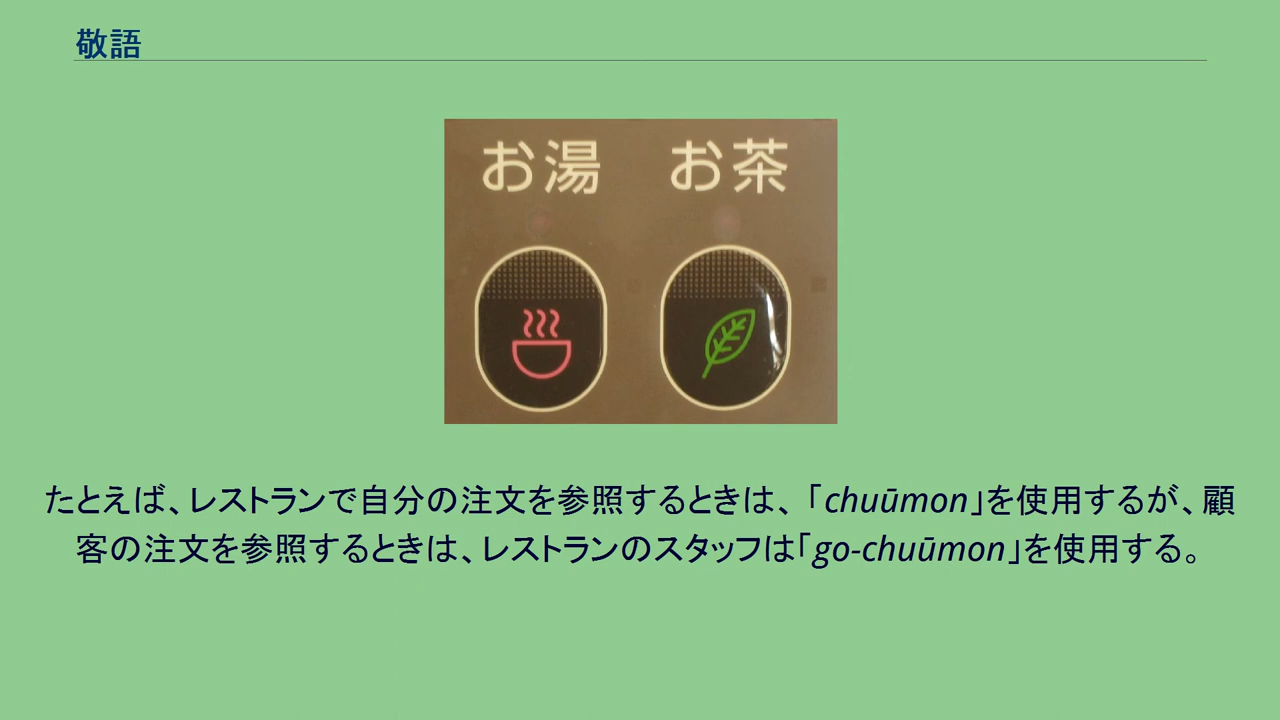 敬語
お湯 お茶
たとえば、レストランで自分の注文を参照するときは、「chuūmon」を使用するが、顧
客の注文を参照するときは、レストランのスタッフは「go-chuūmon」を使用する。